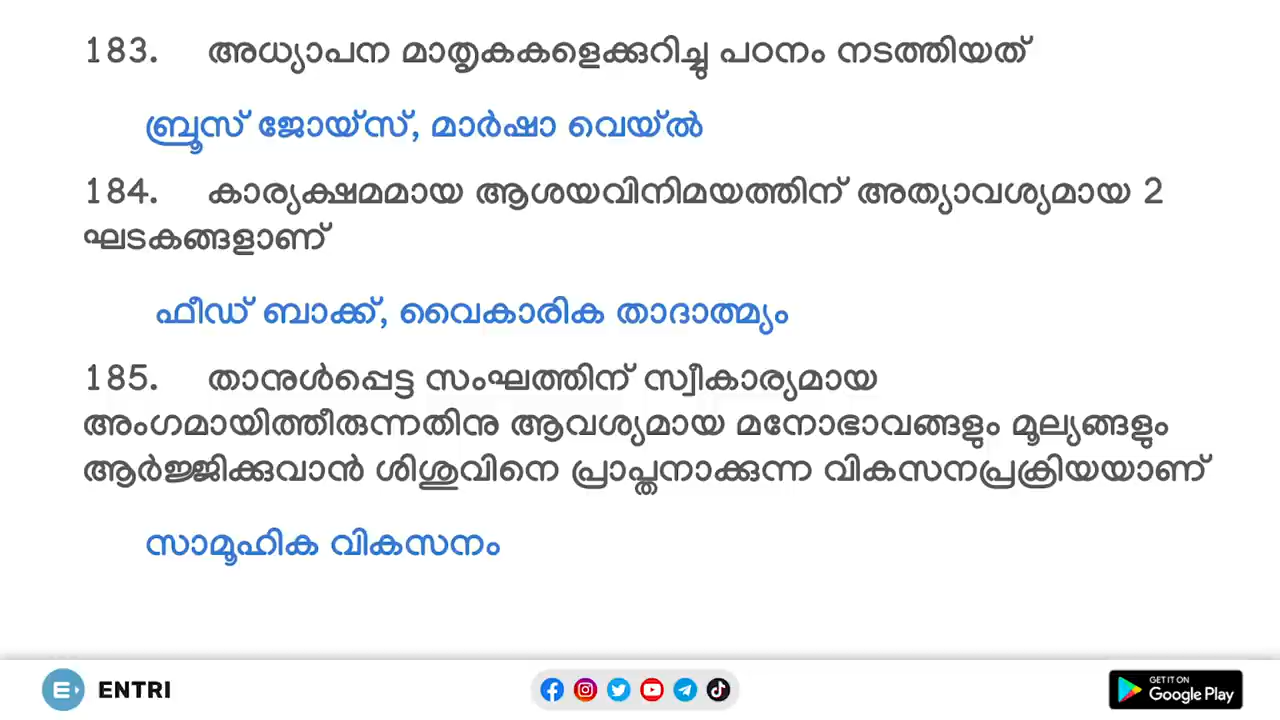 183. അധ്യാപന മാതൃകകളെക്കുറിച്ചു പഠനം നടത്തിയത്
ബ്രൂസ് ജോയ്സ്, മാർഷാ വെയ്ൽ
184. കാര്യക്ഷമമായ ആശയവിനിമയത്തിന് അത്യാവശ്യമായ 2
ഘടകങ്ങളാണ്
ഫീഡ് ബാക്ക്, വൈകാരിക താദാത്മ്യം
185. താനുൾപ്പെട്ട സംഘത്തിന് സ്വീകാര്യമായ
അംഗമായിത്തീരുന്നതിനു ആവശ്യമായ മനോഭാവങ്ങളും മൂല്യങ്ങളും
ആർജ്ജിക്കുവാൻ ശിശുവിനെ പ്രാപ്തനാക്കുന്ന വികസനപ്രക്രിയയാണ്
സാമൂഹിക വികസനം
E ENTRI
GET IT ON
Google Play